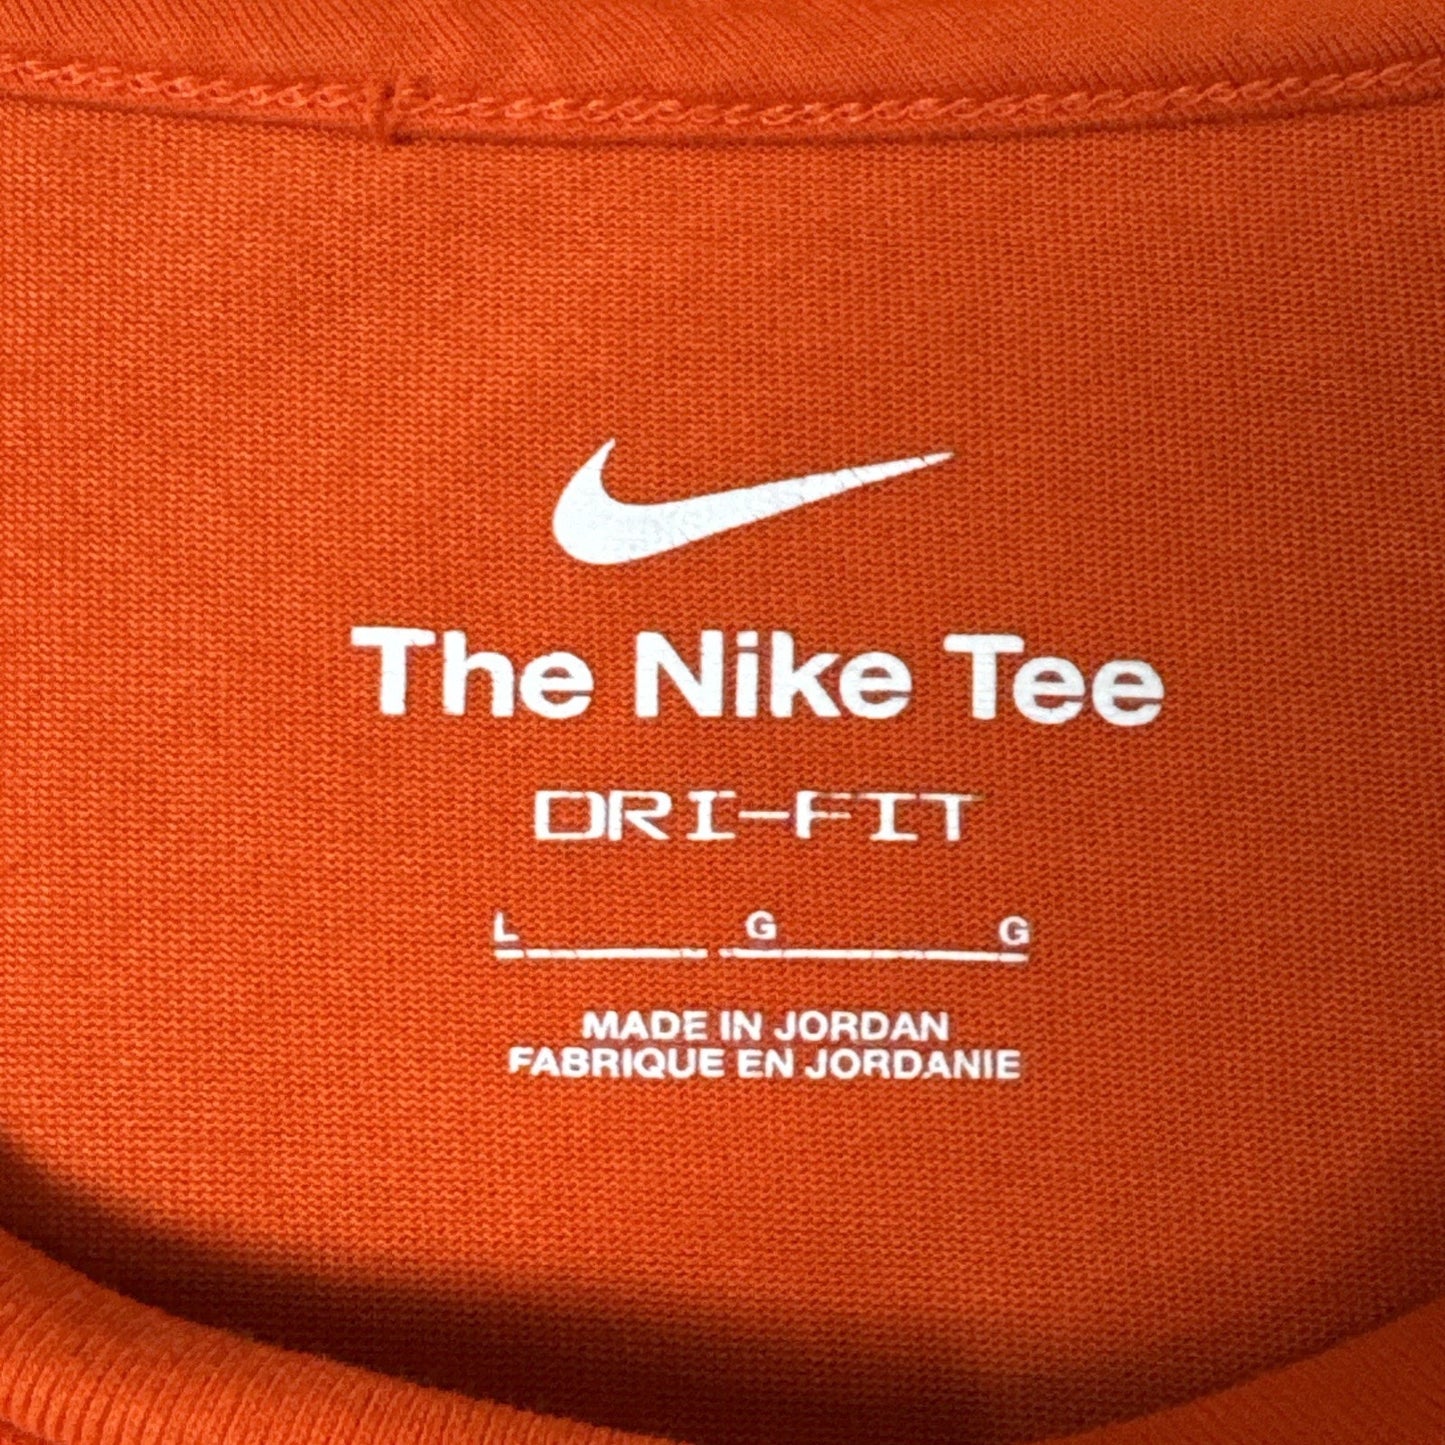 The Nike Tee
DRI-FIT
L G G
MADE IN JORDAN
FABRIQUE EN JORDANIE